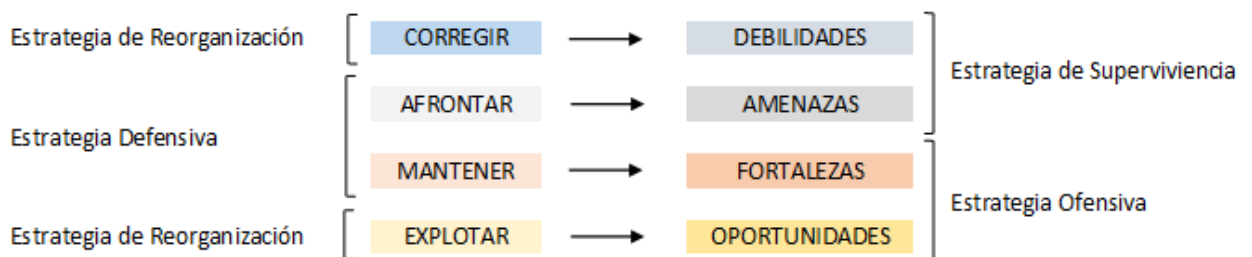 Estrategia de Reorganización
CORREGIR
DEBILIDADES
Estrategia de Superviviencia
AFRONTAR
AMENAZAS
Estrategia Defensiva
MANTENER
FORTALEZAS
Estrategia Ofensiva
Estrategia de Reorganización
EXPLOTAR
OPORTUNIDADES